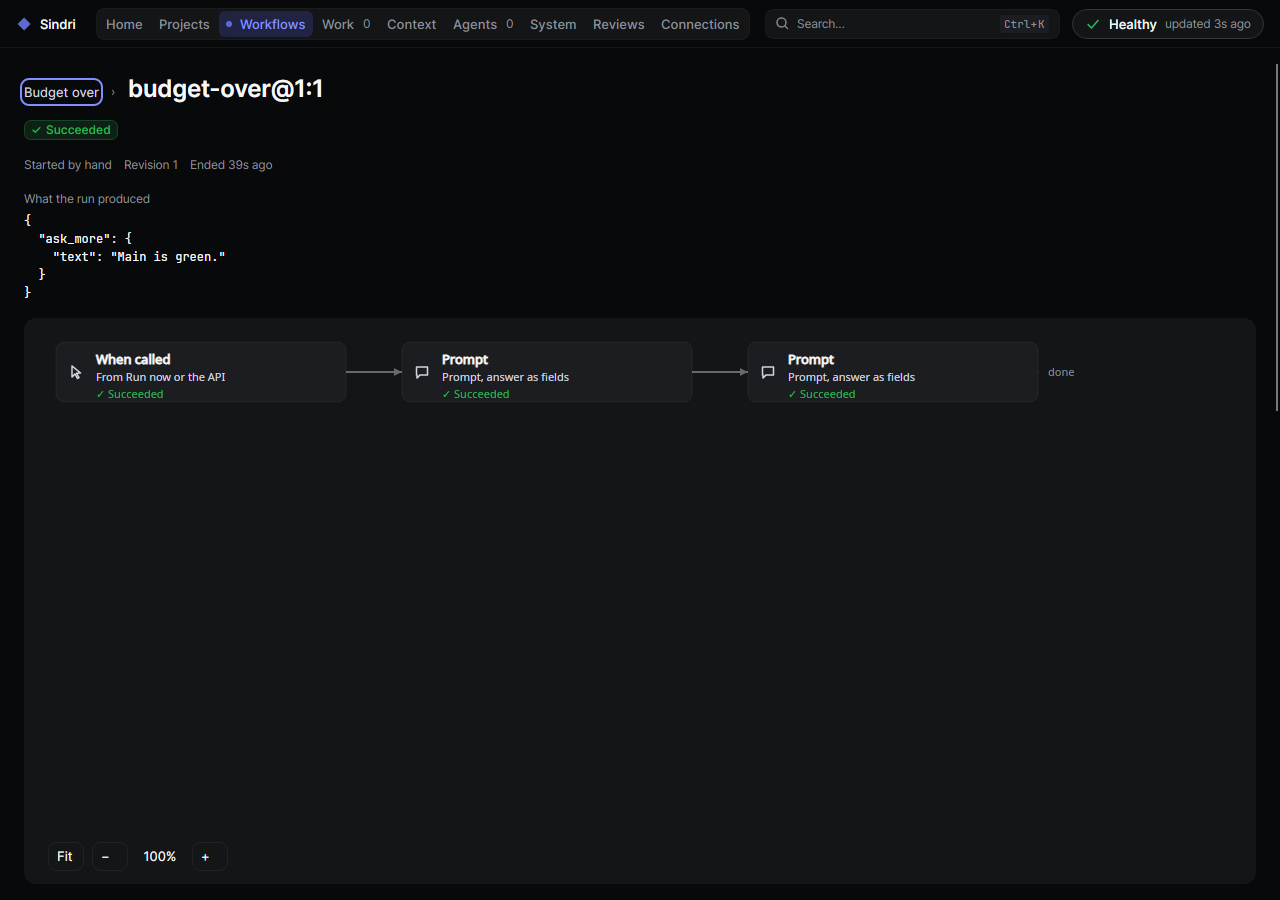 Sindri Home Projects Workflows Work 0 Context Agents 0 System Reviews Connections Search... Ctrl+K Healthy updated 3s ago
Budget over › budget-over@1:1
✓ Succeeded
Started by hand Revision 1 Ended 39s ago
What the run produced
{
"ask_more": {
"text": "Main is green."
}
}
When called
From Run now or the API
✓ Succeeded
Prompt
Prompt, answer as fields
✓ Succeeded
Prompt
Prompt, answer as fields
✓ Succeeded
done
Fit − 100% +